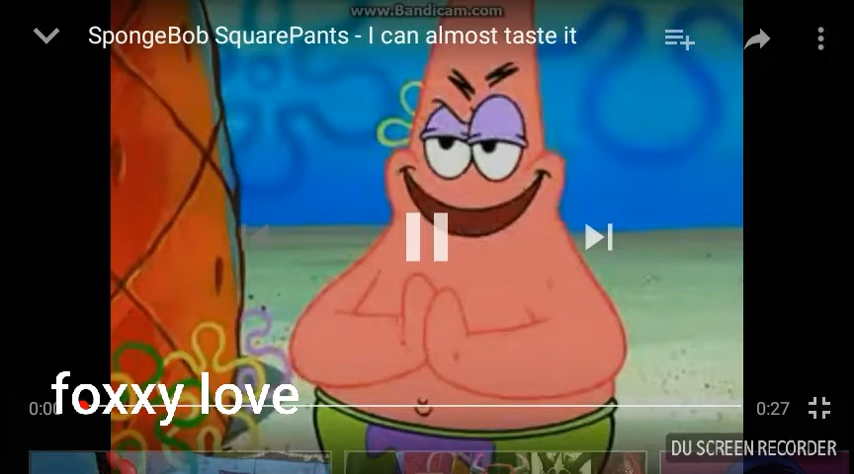 www.Bandicam.com
SpongeBob SquarePants - I can almost taste it
foxxy love
0:00
0:27
DU SCREEN RECORDER